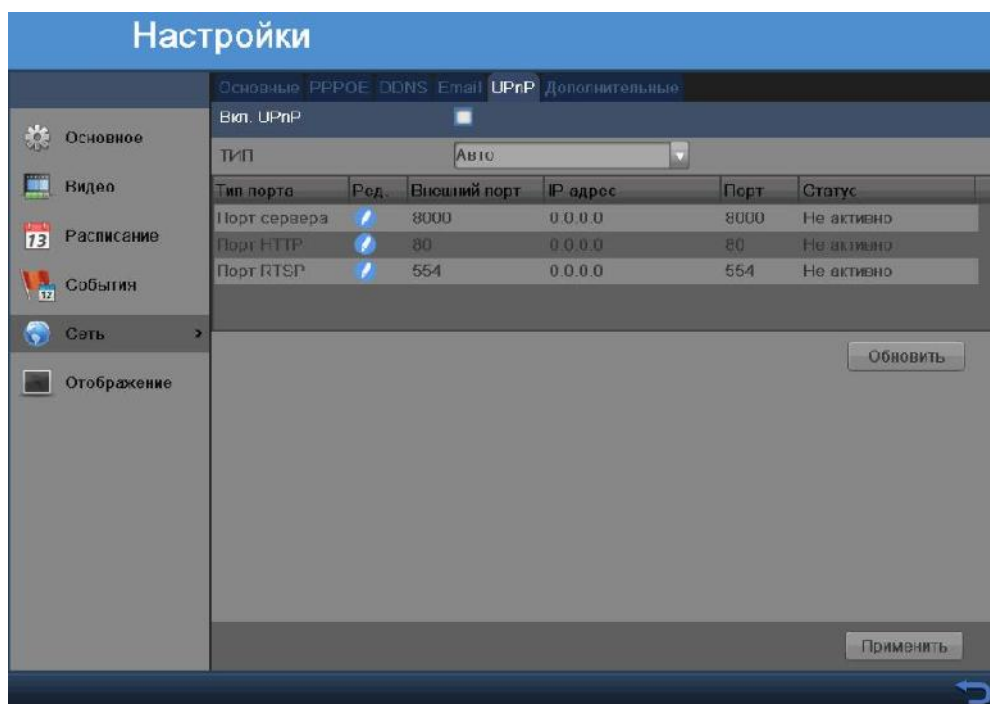 Настройки
Основные PPPOE DDNS Email UPnP Дополнительные
Вкл. UPnP
ТИП Авто
Тип порта Ред. Внешний порт IP адрес Порт Статус
Порт сервера 8000 0.0.0.0 8000 Не активно
Порт HTTP 80 0.0.0.0 80 Не активно
Порт RTSP 554 0.0.0.0 554 Не активно
Обновить
Основное
Видео
13 Расписание
12 События
Сеть >
Отображение
Применить